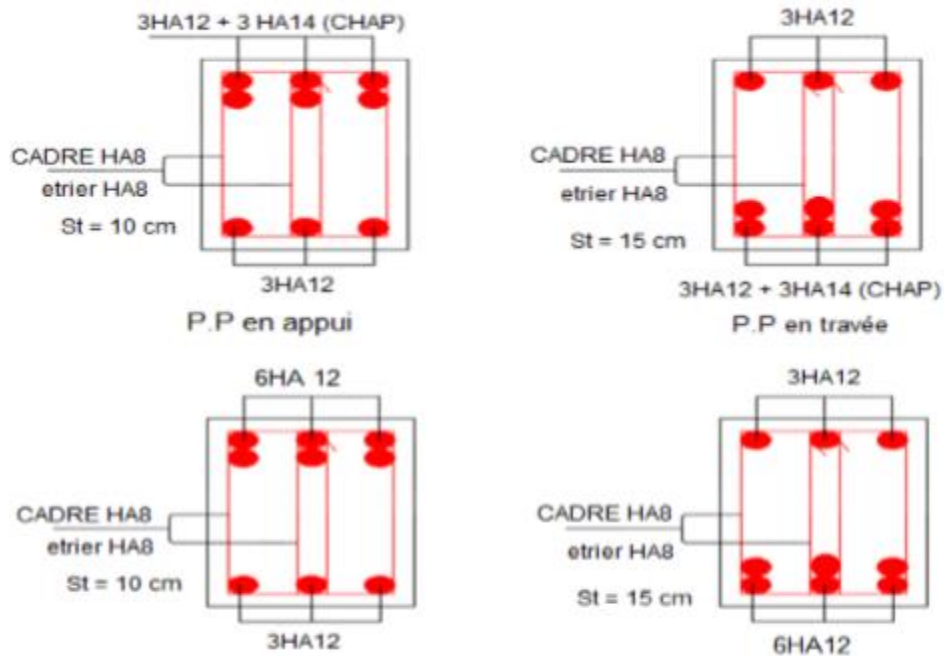 3HA12 + 3 HA14 (CHAP)
CADRE HA8
etrier HA8
St = 10 cm
3HA12
P.P en appui
3HA12
CADRE HA8
etrier HA8
St = 15 cm
3HA12 + 3HA14 (CHAP)
P.P en travée
6HA 12
CADRE HA8
etrier HA8
St = 10 cm
3HA12
3HA12
CADRE HA8
etrier HA8
St = 15 cm
6HA12